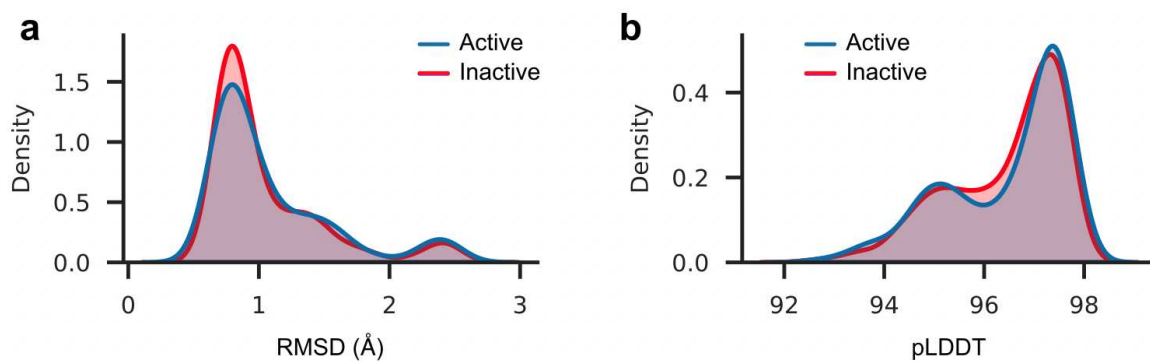 a
Active
Inactive
Density
1.5
1.0
0.5
0.0
0 1 2 3
RMSD (Å)
b
Active
Inactive
Density
0.4
0.2
0.0
92 94 96 98
pLDDT